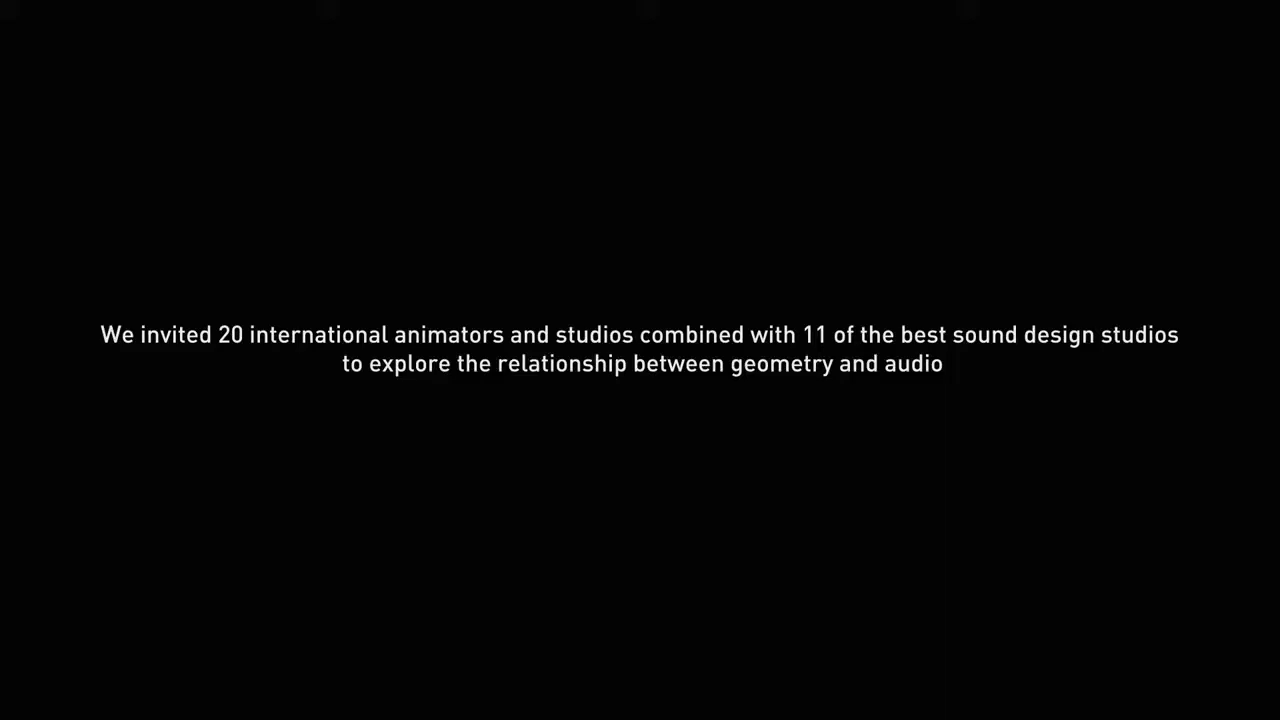 We invited 20 international animators and studios combined with 11 of the best sound design studios
to explore the relationship between geometry and audio